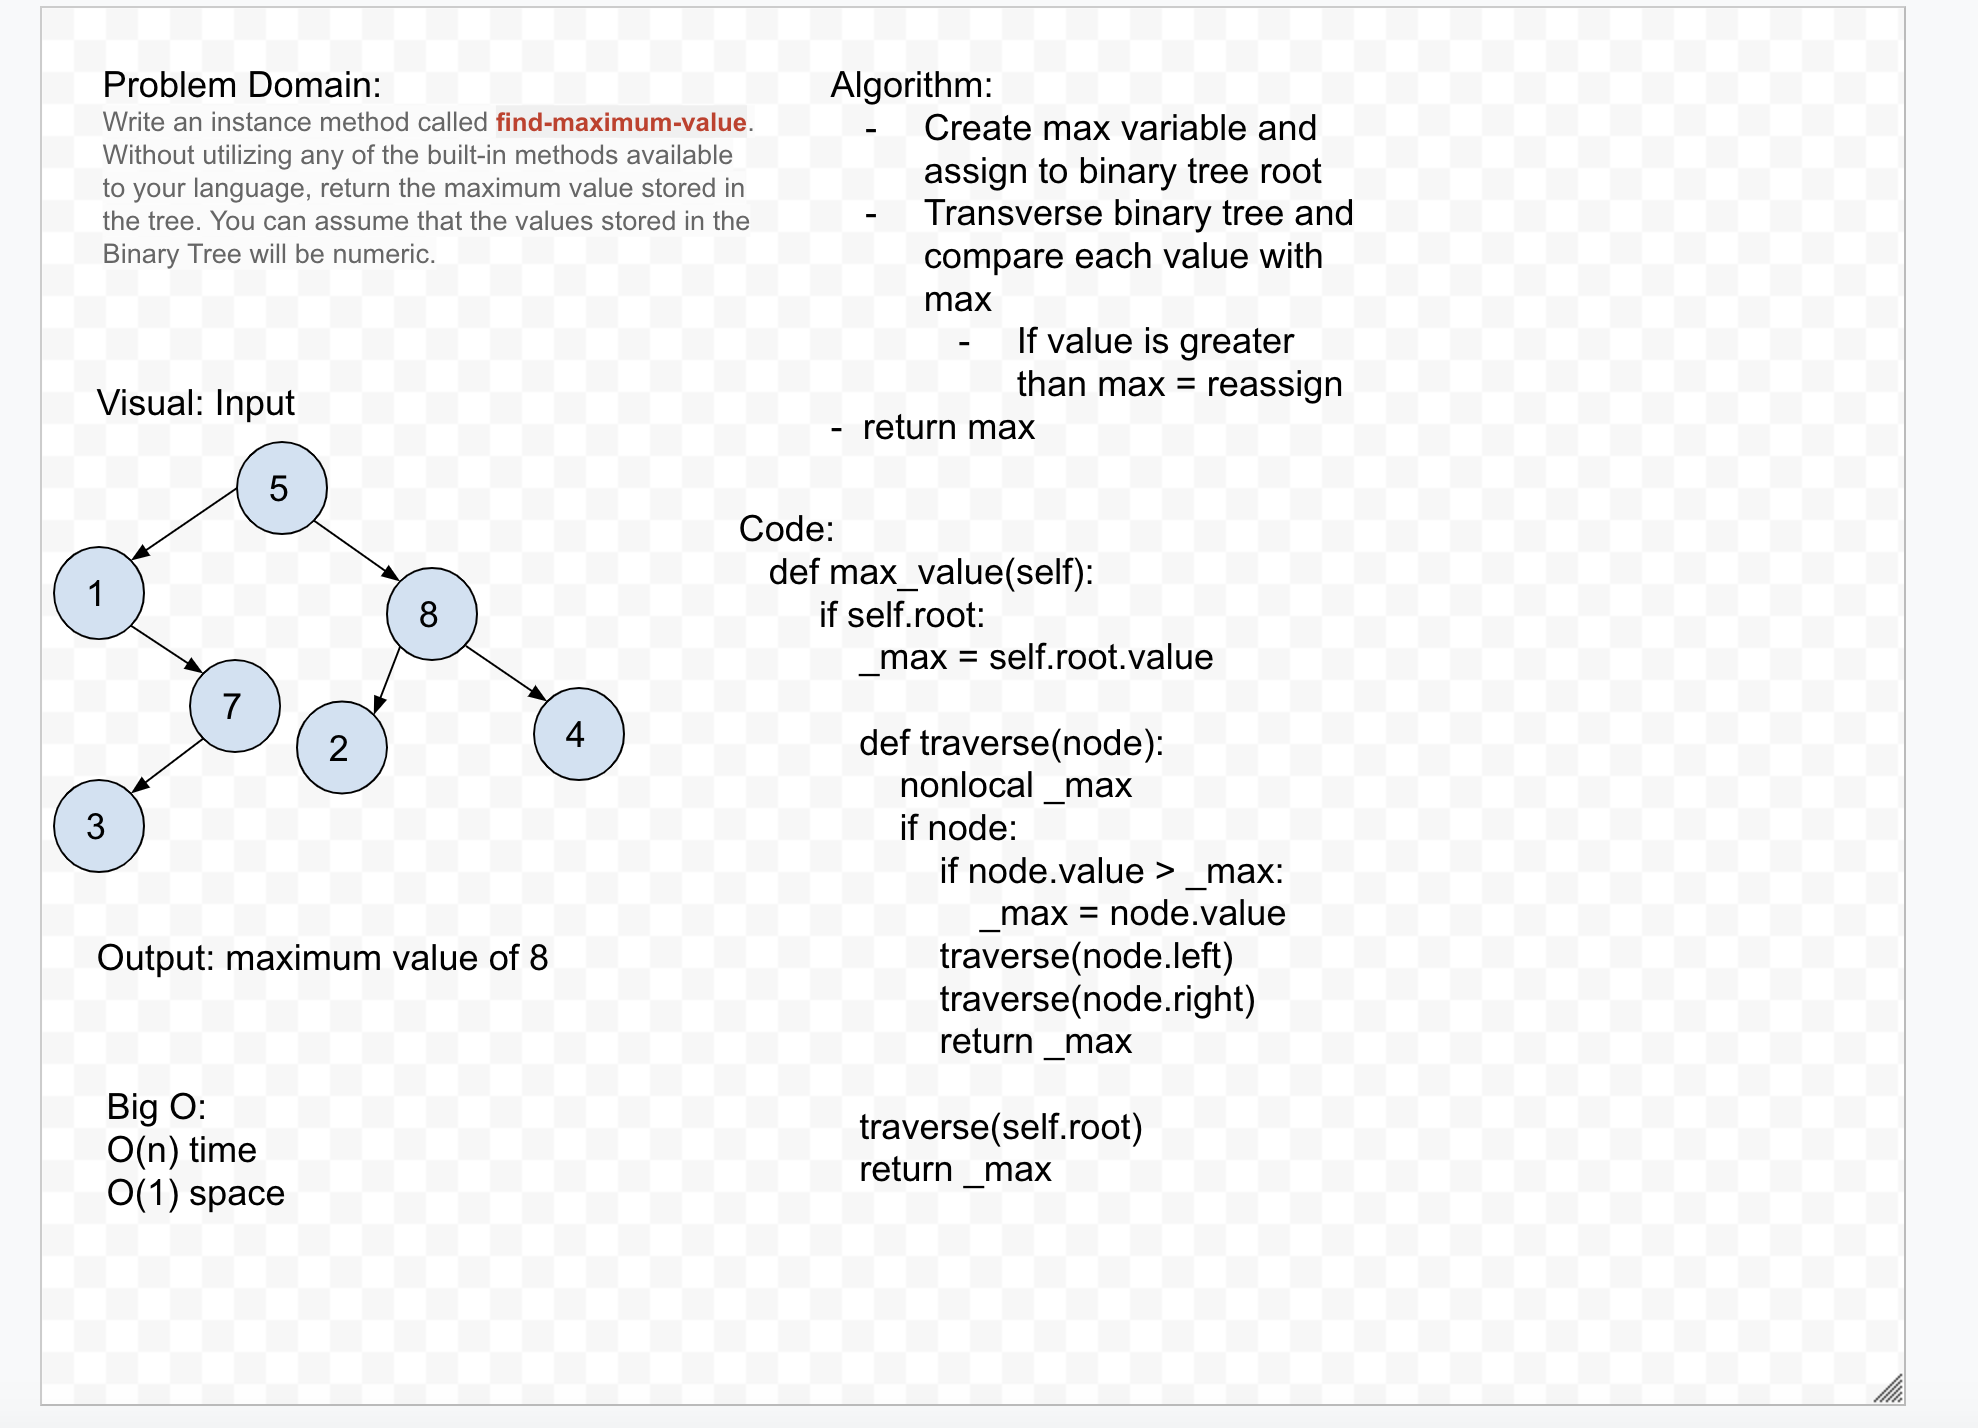 Problem Domain:
Write an instance method called find-maximum-value.
Without utilizing any of the built-in methods available
to your language, return the maximum value stored in
the tree. You can assume that the values stored in the
Binary Tree will be numeric.
Visual: Input
5
1
8
7
2
4
3
Output: maximum value of 8
Big O:
O(n) time
O(1) space
Algorithm:
- Create max variable and
assign to binary tree root
- Transverse binary tree and
compare each value with
max
- If value is greater
than max = reassign
- return max
Code:
def max_value(self):
if self.root:
_max = self.root.value
def traverse(node):
nonlocal _max
if node:
if node.value > _max:
_max = node.value
traverse(node.left)
traverse(node.right)
return _max
traverse(self.root)
return _max